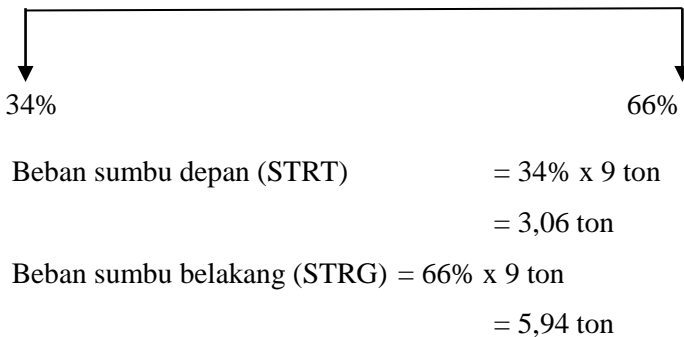 34% 66%
Beban sumbu depan (STRT) = 34% x 9 ton
= 3,06 ton
Beban sumbu belakang (STRG) = 66% x 9 ton
= 5,94 ton